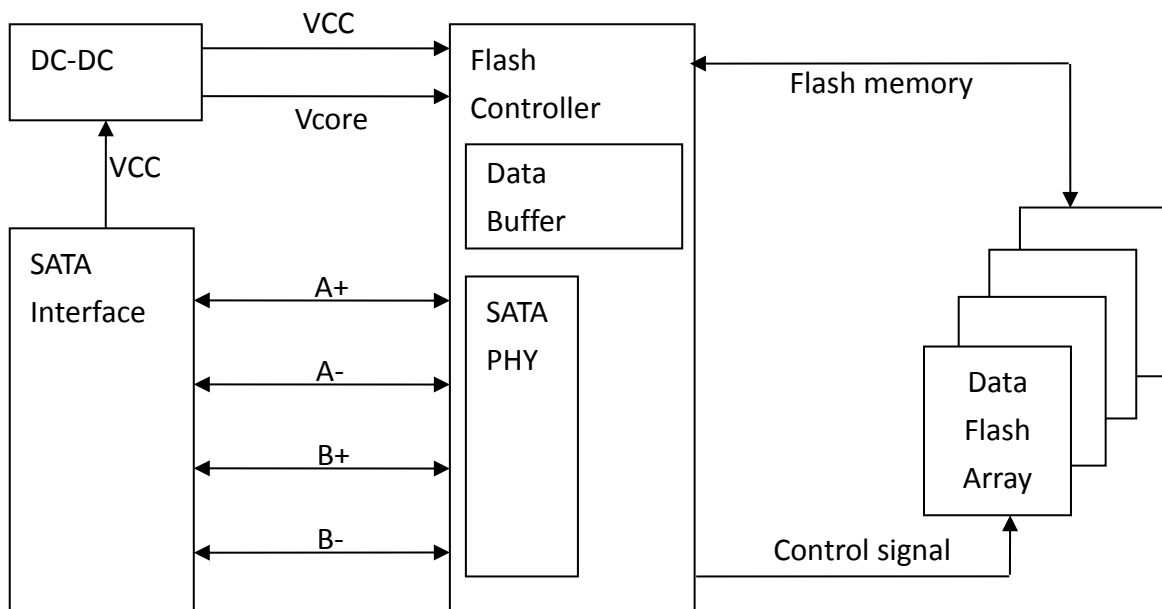 VCC
DC-DC
Flash
Controller
Flash memory
Vcore
VCC
Data
Buffer
SATA
Interface
A+
SATA
PHY
A-
Data
Flash
Array
B+
B-
Control signal